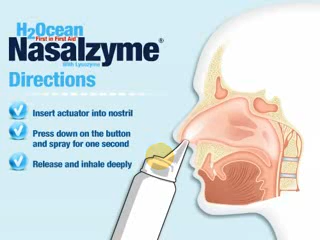 H2Ocean
First in First Aid
Nasalzyme®
With Lysozyme
Directions
Insert actuator into nostril
Press down on the button
and spray for one second
Release and inhale deeply